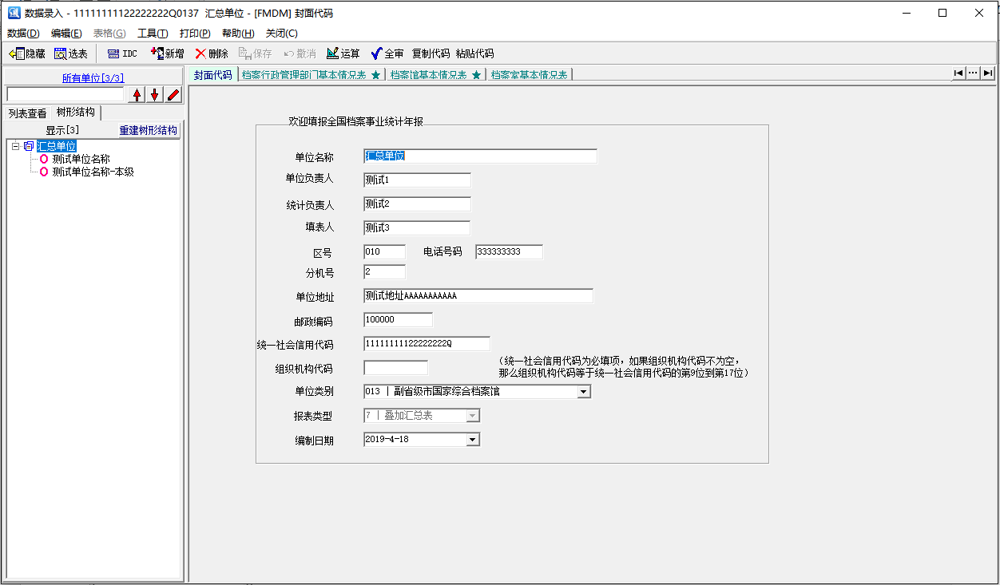 数据录入 - 11111111122222222Q0137 汇总单位 - [FMDM] 封面代码
数据(D) 编辑(E) 表格(G) 工具(T) 打印(P) 帮助(H) 关闭(C)
隐藏 选表 IDC 新增 删除 保存 撤消 运算 全审 复制代码 粘贴代码
所有单位[3/3]
封面代码 档案行政管理部门基本情况表 ★ 档案馆基本情况表 ★ 档案室基本情况表
列表查看 树形结构
显示[3] 重建树形结构
汇总单位
测试单位名称
测试单位名称-本级
欢迎填报全国档案事业统计年报
单位名称 汇总单位
单位负责人 测试1
统计负责人 测试2
填表人 测试3
区号 010 电话号码 333333333
分机号 2
单位地址 测试地址AAAAAAAAAAA
邮政编码 100000
统一社会信用代码 11111111122222222Q
组织机构代码
（统一社会信用代码为必填项，如果组织机构代码不为空，
那么组织机构代码等于统一社会信用代码的第9位到第17位）
单位类别 013 | 副省级市国家综合档案馆
报表类型 7 | 叠加汇总表
编制日期 2019-4-18